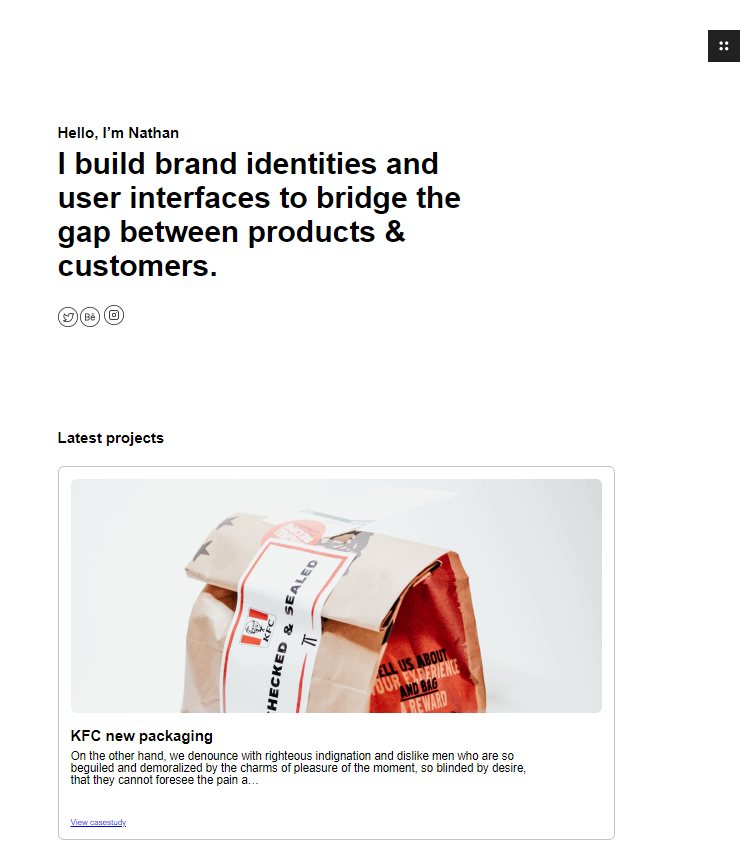 Hello, I’m Nathan
I build brand identities and
user interfaces to bridge the
gap between products &
customers.
Bē
Latest projects
CHECKED & SEALED
KFC
TELL US ABOUT
YOUR EXPERIENCE
AND BAG
A REWARD
KFC new packaging
On the other hand, we denounce with righteous indignation and dislike men who are so
beguiled and demoralized by the charms of pleasure of the moment, so blinded by desire,
that they cannot foresee the pain a…
View casestudy